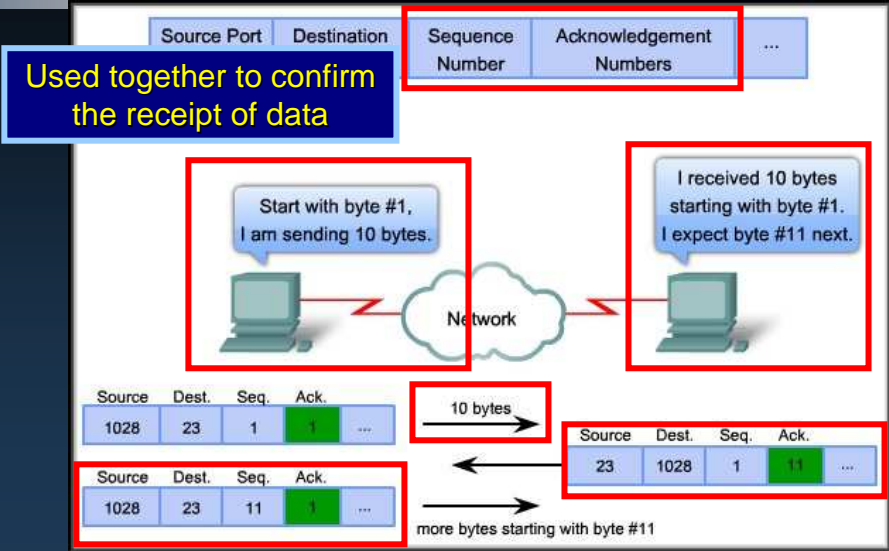 Source Port Destination Sequence Number Acknowledgement Numbers ...
Used together to confirm
the receipt of data
Start with byte #1,
I am sending 10 bytes.
I received 10 bytes
starting with byte #1.
I expect byte #11 next.
Network
Source Dest. Seq. Ack.
1028 23 1 1 ...
10 bytes
Source Dest. Seq. Ack.
23 1028 1 11 ...
Source Dest. Seq. Ack.
1028 23 11 1 ...
more bytes starting with byte #11